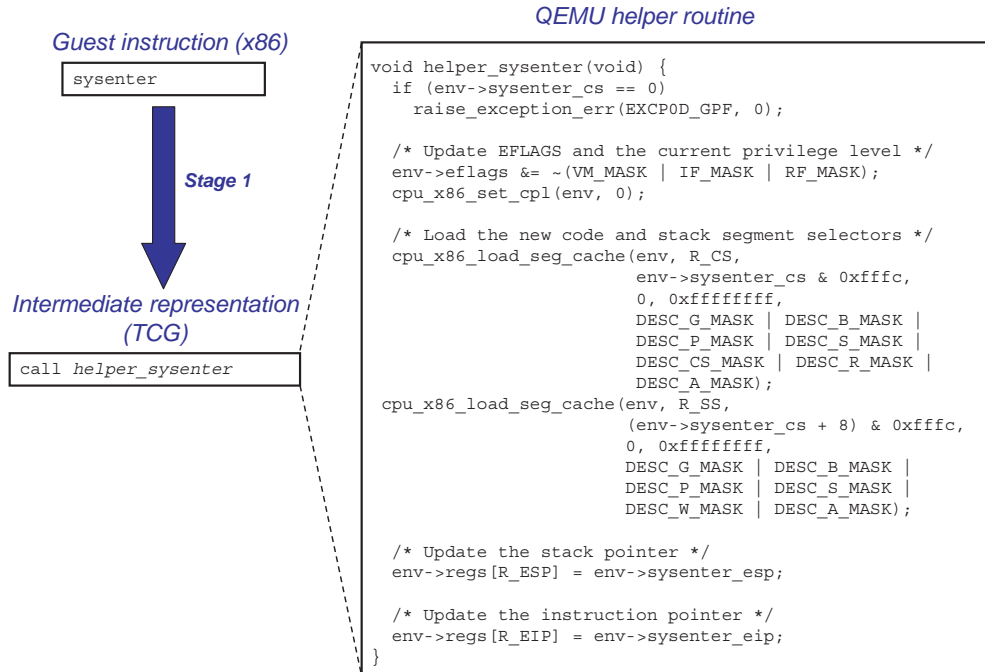 QEMU helper routine
Guest instruction (x86)
sysenter
Stage 1
Intermediate representation
(TCG)
call helper_sysenter
void helper_sysenter(void) {
  if (env->sysenter_cs == 0)
    raise_exception_err(EXCP0D_GPF, 0);

  /* Update EFLAGS and the current privilege level */
  env->eflags &= ~(VM_MASK | IF_MASK | RF_MASK);
  cpu_x86_set_cpl(env, 0);

  /* Load the new code and stack segment selectors */
  cpu_x86_load_seg_cache(env, R_CS,
                         env->sysenter_cs & 0xfffc,
                         0, 0xffffffff,
                         DESC_G_MASK | DESC_B_MASK |
                         DESC_P_MASK | DESC_S_MASK |
                         DESC_CS_MASK | DESC_R_MASK |
                         DESC_A_MASK);
 cpu_x86_load_seg_cache(env, R_SS,
                        (env->sysenter_cs + 8) & 0xfffc,
                        0, 0xffffffff,
                        DESC_G_MASK | DESC_B_MASK |
                        DESC_P_MASK | DESC_S_MASK |
                        DESC_W_MASK | DESC_A_MASK);

  /* Update the stack pointer */
  env->regs[R_ESP] = env->sysenter_esp;

  /* Update the instruction pointer */
  env->regs[R_EIP] = env->sysenter_eip;
}